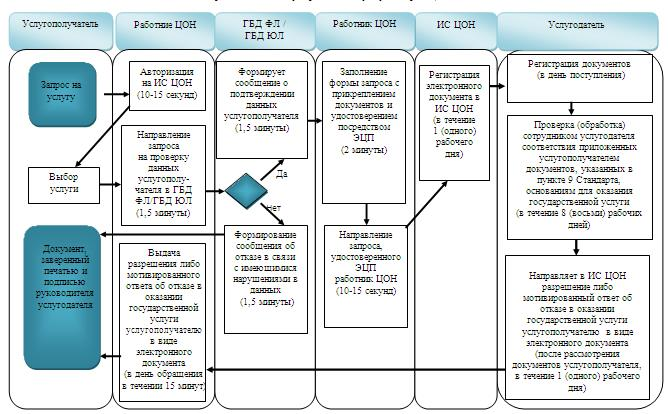 Услугополучатель
Работние ЦОН
ГБД ФЛ /
ГБД ЮЛ
Работник ЦОН
ИС ЦОН
Услугодатель
Запрос на
услугу
Выбор
услуги
Документ,
заверенный
печатью и
подписью
руководителя
услугодателя
Авторизация
на ИС ЦОН
(10-15 секунд)
Направление
запроса
на проверку
данных
услугополу-
чателя в ГБД
ФЛ/ГБД ЮЛ
(1,5 минуты)
Выдача
разрешения либо
мотивированного
ответа об отказе в
оказании
государственной
услуги
услугополучателю
в виде
электронного
документа
(в день обращения
в течении 15 минут)
Формирует
сообщение о
подтверждении
данных
услугополучателя
(1,5 минуты)
Да
Нет
Формирование
сообщения об
отказе в связи
с имеющимися
нарушениями в
данных
(1,5 минуты)
Заполнение
формы запроса с
прикреплением
документов и
удостоверением
посредством
ЭЦП
(2 минуты)
Направление
запроса,
удостоверенного
ЭЦП
работник ЦОН
(10-15 секунд)
Регистрация
электронного
документа в
ИС ЦОН
(в течение
1 (одного)
рабочего
дня)
Регистрация документов
(в день поступления)
Проверка (обработка)
сотрудником услугодателя
соответствия приложенных
услугополучателем
документов, указанных в
пункте 9 Стандарта,
основаниям для оказания
государственной услуги
(в течение 8 (восьми) рабочих
дней)
Направляет в ИС ЦОН
разрешение либо
мотивированный ответ об
отказе в оказании
государственной услуги
услугополучателю в виде
электронного документа
(после рассмотрения
документов услугополучателя,
в течение 1 (одного) рабочего
дня)